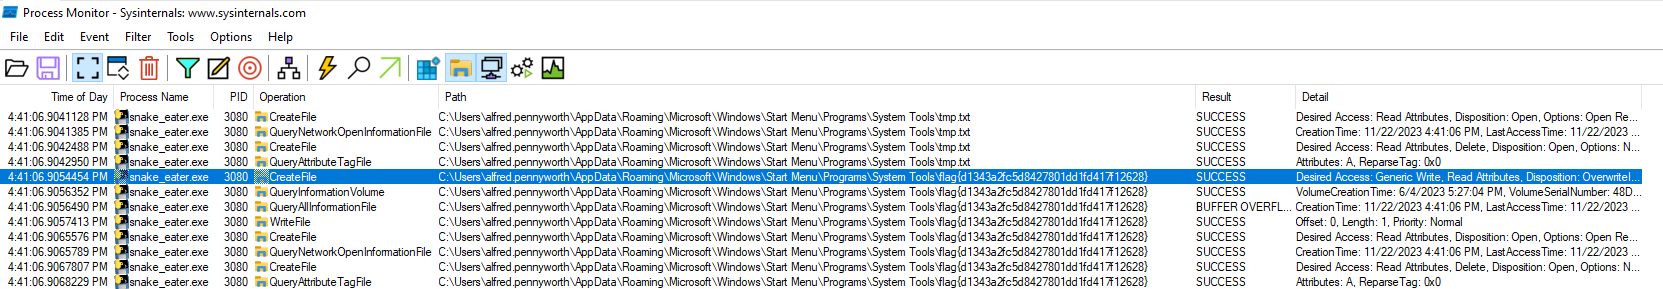 Process Monitor - Sysinternals: www.sysinternals.com
File Edit Event Filter Tools Options Help
Time of Day Process Name PID Operation Path Result Detail
4:41:06.9041128 PM snake_eater.exe 3080 CreateFile C:\Users\alfred.pennyworth\AppData\Roaming\Microsoft\Windows\Start Menu\Programs\System Tools\tmp.txt SUCCESS Desired Access: Read Attributes, Disposition: Open, Options: Open Re...
4:41:06.9041385 PM snake_eater.exe 3080 QueryNetworkOpenInformationFile C:\Users\alfred.pennyworth\AppData\Roaming\Microsoft\Windows\Start Menu\Programs\System Tools\tmp.txt SUCCESS CreationTime: 11/22/2023 4:41:06 PM, LastAccessTime: 11/22/2023 ...
4:41:06.9042488 PM snake_eater.exe 3080 CreateFile C:\Users\alfred.pennyworth\AppData\Roaming\Microsoft\Windows\Start Menu\Programs\System Tools\tmp.txt SUCCESS Desired Access: Read Attributes, Delete, Disposition: Open, Options: N...
4:41:06.9042950 PM snake_eater.exe 3080 QueryAttributeTagFile C:\Users\alfred.pennyworth\AppData\Roaming\Microsoft\Windows\Start Menu\Programs\System Tools\tmp.txt SUCCESS Attributes: A, ReparseTag: 0x0
4:41:06.9054454 PM snake_eater.exe 3080 CreateFile C:\Users\alfred.pennyworth\AppData\Roaming\Microsoft\Windows\Start Menu\Programs\System Tools\flag{d1343a2fc5d8427801dd1fd417f12628} SUCCESS Desired Access: Generic Write, Read Attributes, Disposition: OverwriteI...
4:41:06.9056352 PM snake_eater.exe 3080 QueryInformationVolume C:\Users\alfred.pennyworth\AppData\Roaming\Microsoft\Windows\Start Menu\Programs\System Tools\flag{d1343a2fc5d8427801dd1fd417f12628} SUCCESS VolumeCreationTime: 6/4/2023 5:27:04 PM, VolumeSerialNumber: 48D...
4:41:06.9056490 PM snake_eater.exe 3080 QueryAllInformationFile C:\Users\alfred.pennyworth\AppData\Roaming\Microsoft\Windows\Start Menu\Programs\System Tools\flag{d1343a2fc5d8427801dd1fd417f12628} BUFFER OVERFL... CreationTime: 11/22/2023 4:41:06 PM, LastAccessTime: 11/22/2023 ...
4:41:06.9057413 PM snake_eater.exe 3080 WriteFile C:\Users\alfred.pennyworth\AppData\Roaming\Microsoft\Windows\Start Menu\Programs\System Tools\flag{d1343a2fc5d8427801dd1fd417f12628} SUCCESS Offset: 0, Length: 1, Priority: Normal
4:41:06.9065576 PM snake_eater.exe 3080 CreateFile C:\Users\alfred.pennyworth\AppData\Roaming\Microsoft\Windows\Start Menu\Programs\System Tools\flag{d1343a2fc5d8427801dd1fd417f12628} SUCCESS Desired Access: Read Attributes, Disposition: Open, Options: Open Re...
4:41:06.9065789 PM snake_eater.exe 3080 QueryNetworkOpenInformationFile C:\Users\alfred.pennyworth\AppData\Roaming\Microsoft\Windows\Start Menu\Programs\System Tools\flag{d1343a2fc5d8427801dd1fd417f12628} SUCCESS CreationTime: 11/22/2023 4:41:06 PM, LastAccessTime: 11/22/2023 ...
4:41:06.9067807 PM snake_eater.exe 3080 CreateFile C:\Users\alfred.pennyworth\AppData\Roaming\Microsoft\Windows\Start Menu\Programs\System Tools\flag{d1343a2fc5d8427801dd1fd417f12628} SUCCESS Desired Access: Read Attributes, Delete, Disposition: Open, Options: N...
4:41:06.9068229 PM snake_eater.exe 3080 QueryAttributeTagFile C:\Users\alfred.pennyworth\AppData\Roaming\Microsoft\Windows\Start Menu\Programs\System Tools\flag{d1343a2fc5d8427801dd1fd417f12628} SUCCESS Attributes: A, ReparseTag: 0x0